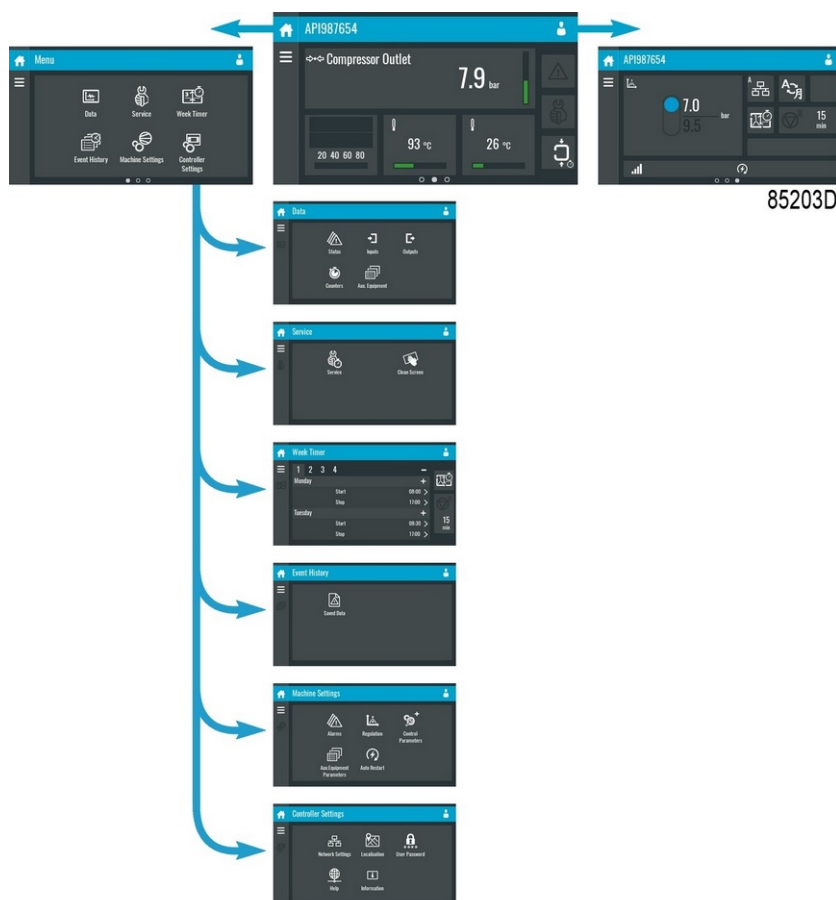 API987654
Compressor Outlet
7.9 bar
20 40 60 80
93 °C
26 °C
Menu
Data
Service
Week Timer
Event History
Machine Settings
Controller
Settings
API987654
7.0
9.5
bar
A
A
月
15
min
85203D
Data
Status
Inputs
Outputs
Counters
Aux. Equipment
Service
Service
Clean Screen
Week Timer
1 2 3 4 −
Monday +
Start 09:00 >
Stop 17:00 >
Tuesday +
Start 08:30 >
Stop 17:00 >
15
min
Event History
Saved Data
Machine Settings
Alarms
Regulation
Control
Parameters
Aux.Equipment
Parameters
Auto Restart
Controller Settings
Network Settings
Localisation
User Password
Help
Information